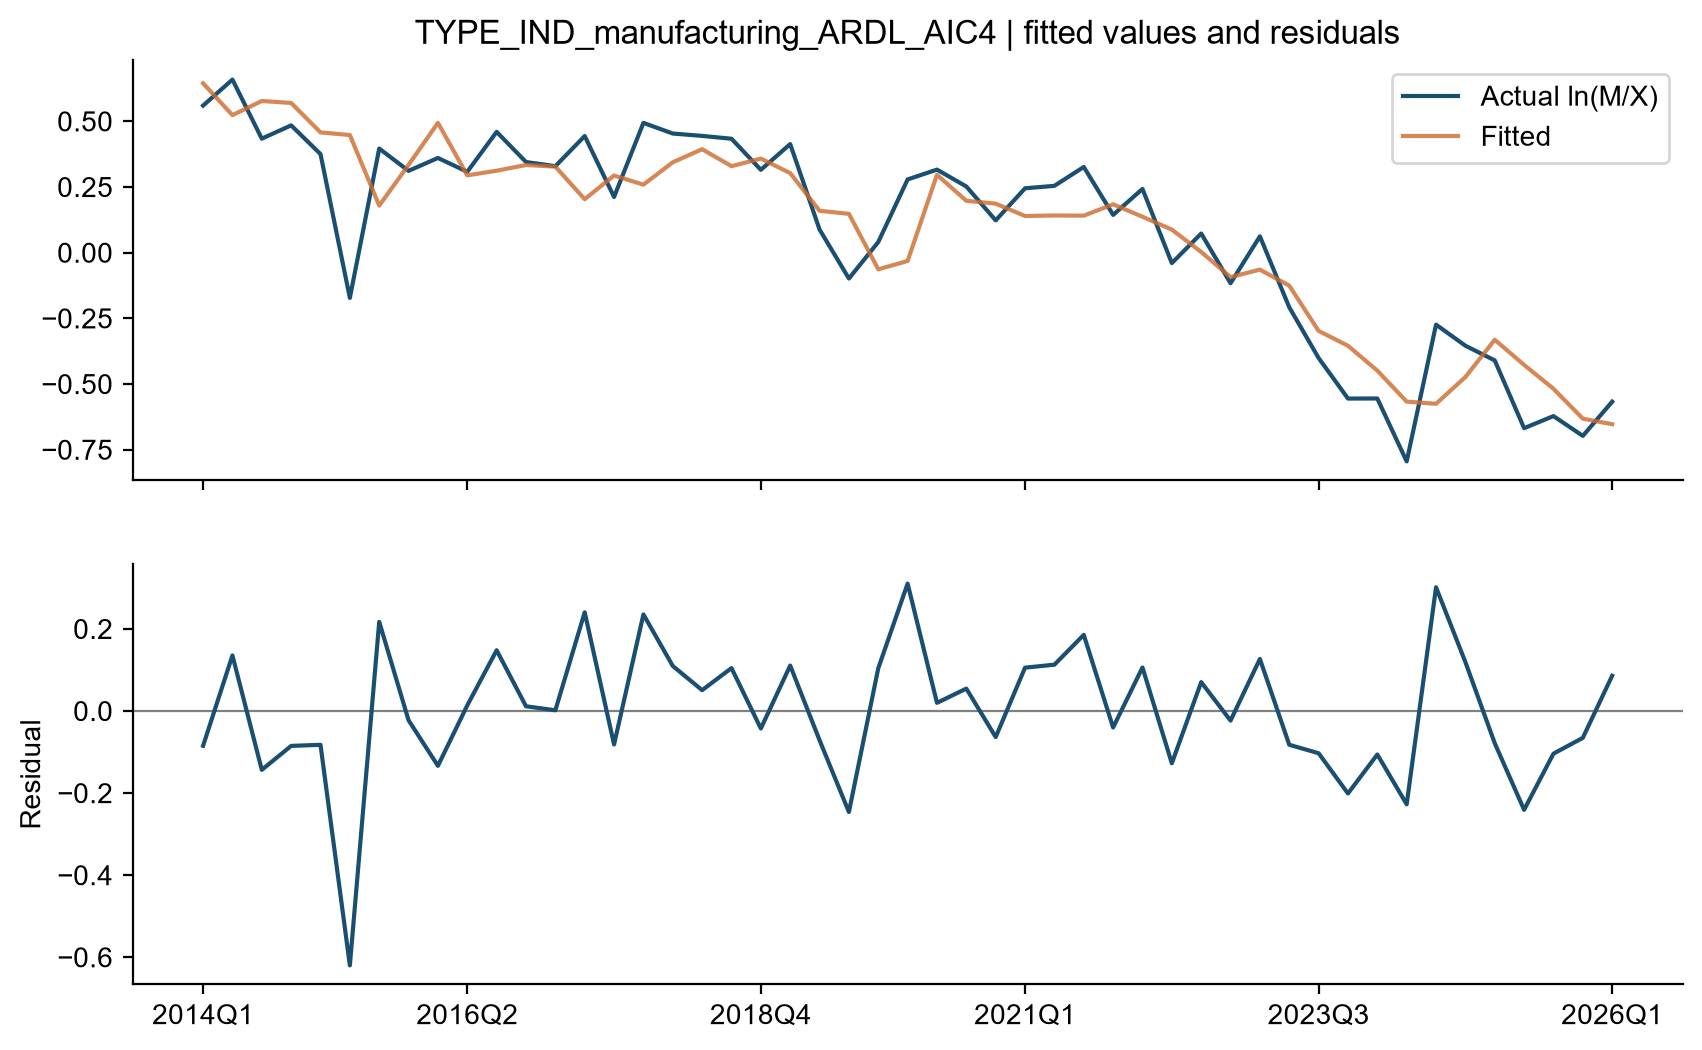 TYPE_IND_manufacturing_ARDL_AIC4 | fitted values and residuals
Actual ln(M/X)
Fitted
0.50
0.25
0.00
−0.25
−0.50
−0.75
Residual
0.2
0.0
−0.2
−0.4
−0.6
2014Q1
2016Q2
2018Q4
2021Q1
2023Q3
2026Q1